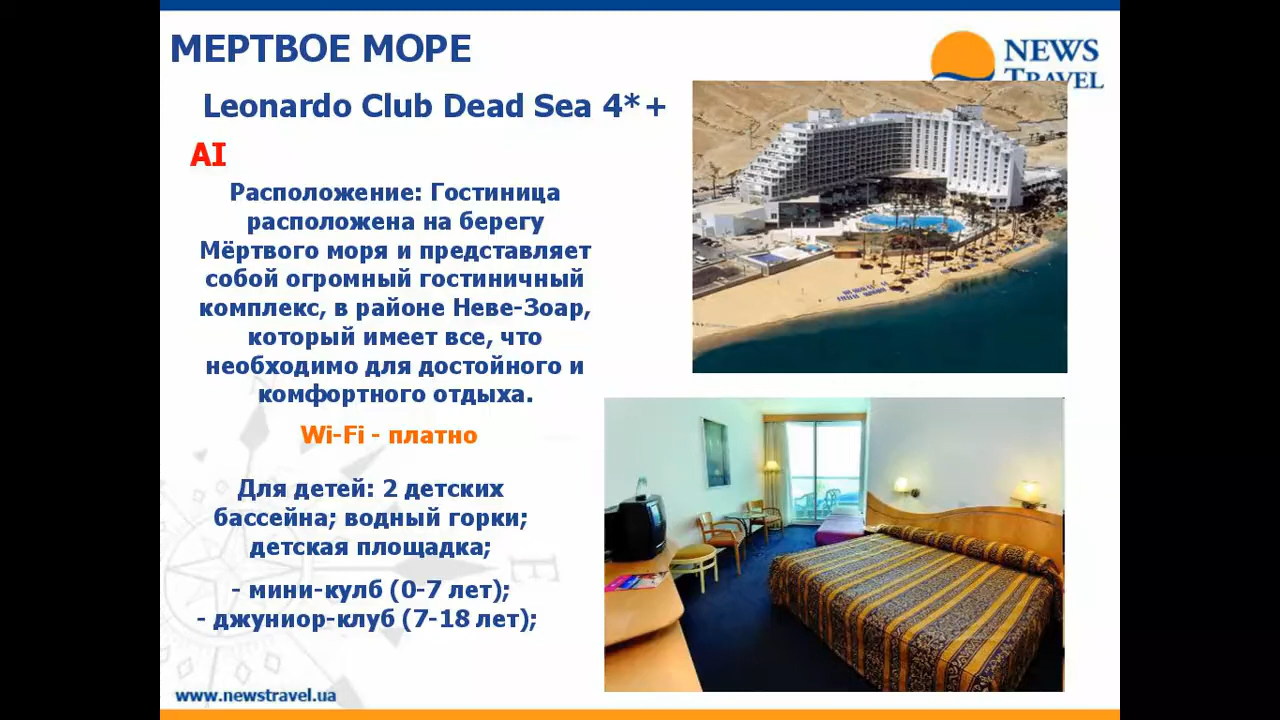 МЕРТВОЕ МОРЕ
NEWS
TRAVEL
Leonardo Club Dead Sea 4*+
AI
Расположение: Гостиница
расположена на берегу
Мёртвого моря и представляет
собой огромный гостиничный
комплекс, в районе Неве-Зоар,
который имеет все, что
необходимо для достойного и
комфортного отдыха.
Wi-Fi - платно
Для детей: 2 детских
бассейна; водный горки;
детская площадка;
- мини-кулб (0-7 лет);
- джуниор-клуб (7-18 лет);
E
www.newstravel.ua